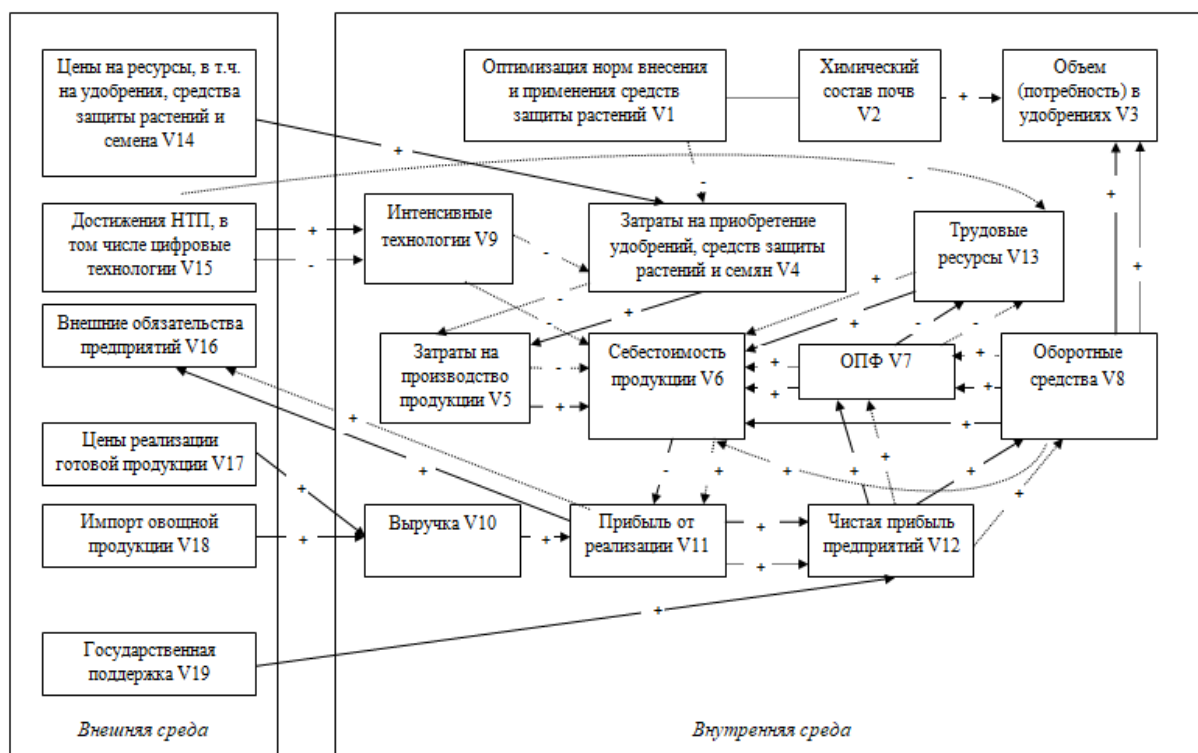 Цены на ресурсы, в т.ч.
на удобрения, средства
защиты растений и
семена V14
Оптимизация норм внесения
и применения средств
защиты растений V1
Химический
состав почв
V2
Объем
(потребность) в
удобрениях V3
+
+
-
-
+
Достижения НТП, в
том числе цифровые
технологии V15
+
-
Интенсивные
технологии V9
-
Затраты на приобретение
удобрений, средств защиты
растений и семян V4
Трудовые
ресурсы V13
+
+
-
+
-
+
-
-
Внешние обязательства
предприятий V16
Затраты на
производство
продукции V5
-
+
Себестоимость
продукции V6
+
+
ОПФ V7
+
+
Оборотные
средства V8
+
+
Цены реализации
готовой продукции V17
+
+
-
+
+
+
+
+
+
Импорт овощной
продукции V18
+
Выручка V10
+
Прибыль от
реализации V11
+
+
Чистая прибыль
предприятий V12
+
Государственная
поддержка V19
Внешняя среда
Внутренняя среда